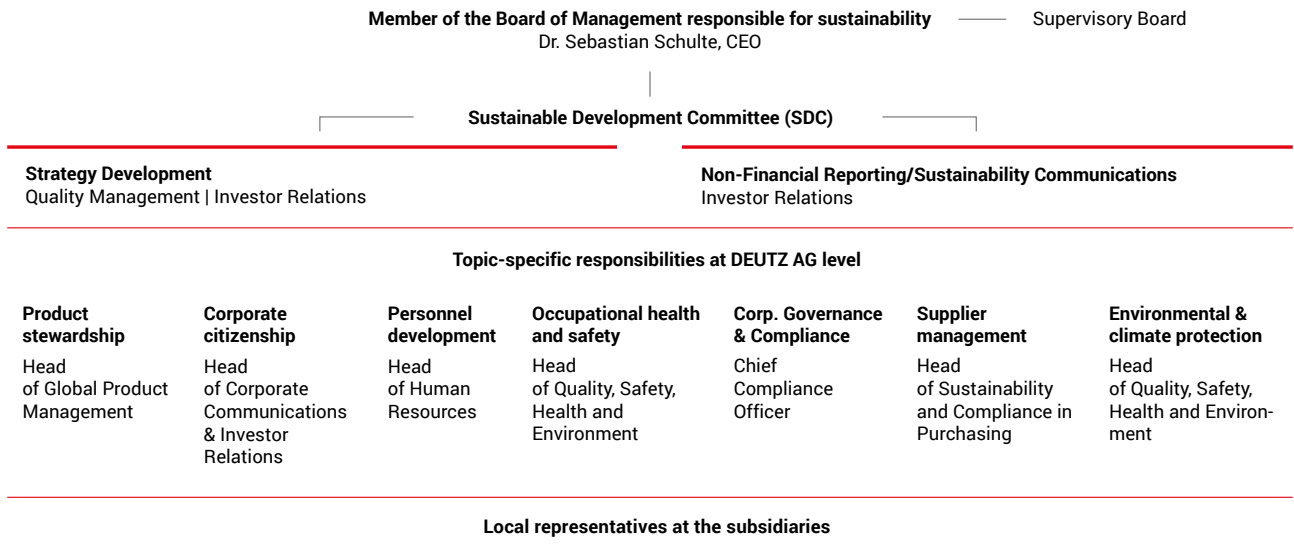 Member of the Board of Management responsible for sustainability
Supervisory Board
Dr. Sebastian Schulte, CEO
Sustainable Development Committee (SDC)
Strategy Development
Quality Management | Investor Relations
Non-Financial Reporting/Sustainability Communications
Investor Relations
Topic-specific responsibilities at DEUTZ AG level
Product
stewardship
Head
of Global Product
Management
Corporate
citizenship
Head
of Corporate
Communications
& Investor
Relations
Personnel
development
Head
of Human
Resources
Occupational health
and safety
Head
of Quality, Safety,
Health and
Environment
Corp. Governance
& Compliance
Chief
Compliance
Officer
Supplier
management
Head
of Sustainability
and Compliance in
Purchasing
Environmental &
climate protection
Head
of Quality, Safety,
Health and Environ-
ment
Local representatives at the subsidiaries